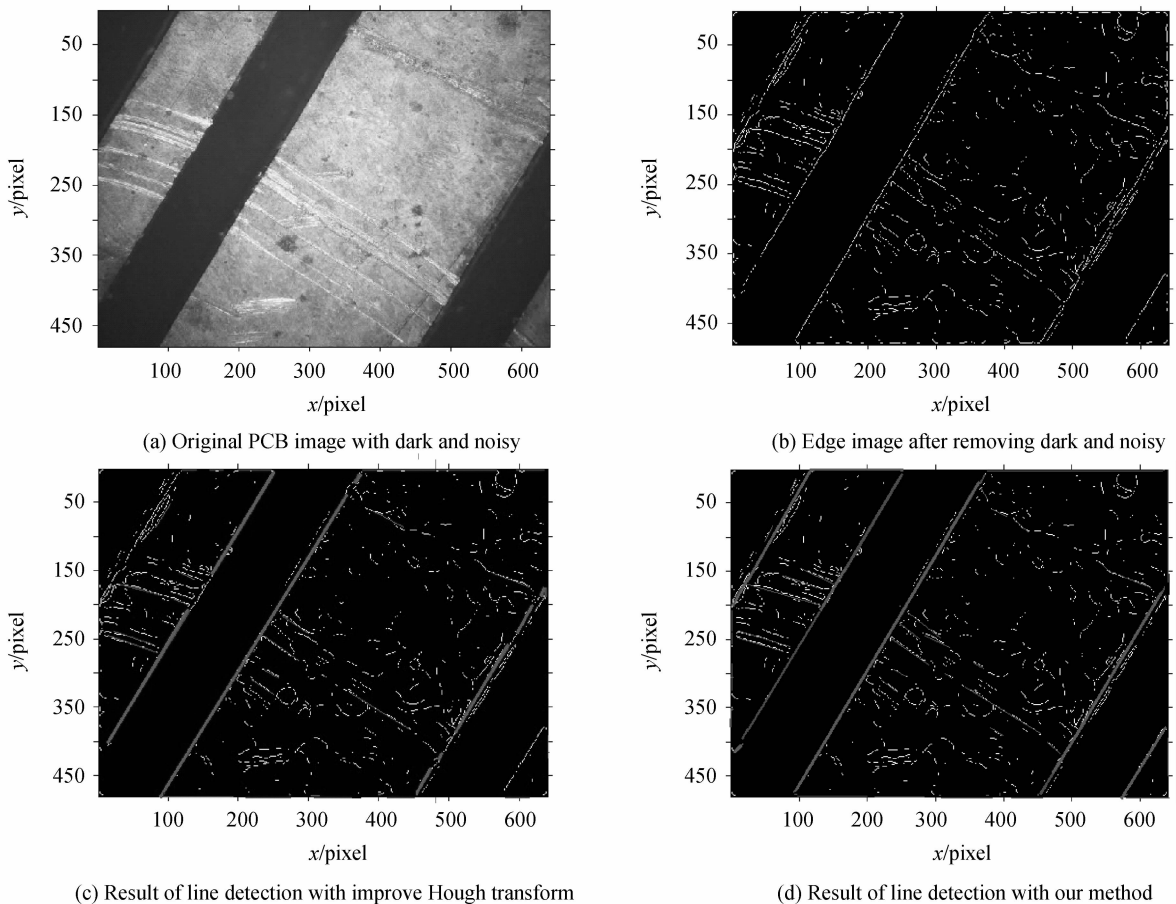 50
150
250
350
450
y/pixel
100 200 300 400 500 600
x/pixel
(a) Original PCB image with dark and noisy
50
150
250
350
450
y/pixel
100 200 300 400 500 600
x/pixel
(b) Edge image after removing dark and noisy
50
150
250
350
450
y/pixel
100 200 300 400 500 600
x/pixel
(c) Result of line detection with improve Hough transform
50
150
250
350
450
y/pixel
100 200 300 400 500 600
x/pixel
(d) Result of line detection with our method